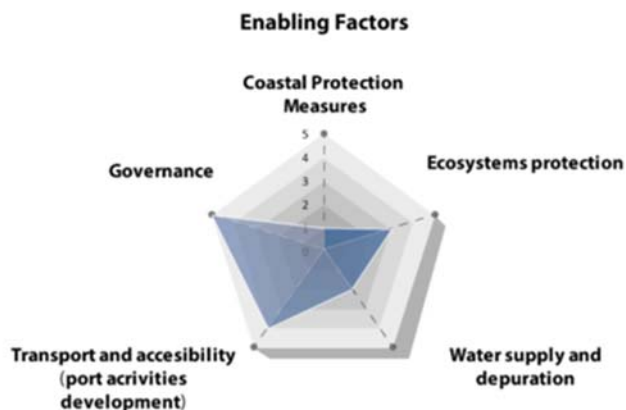 Enabling Factors
Coastal Protection
Measures
5
4
3
2
1
0
Governance
Ecosystems protection
Transport and accesibility
(port acrivities
development)
Water supply and
depuration